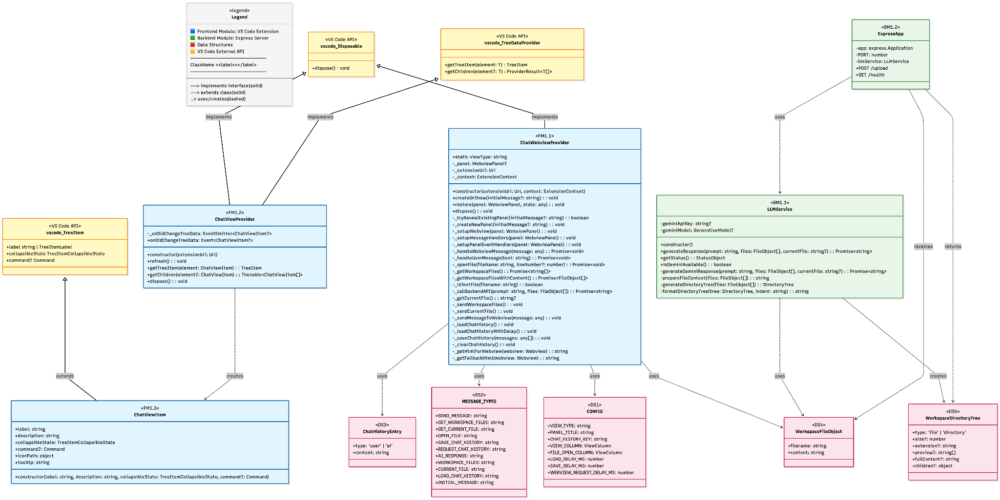 «legend»
Legend
Frontend Module: VS Code Extension
Backend Module: Express Server
Data Structures
VS Code External API
ClassName <<label>></label>
──> implements interface(solid)
──> extends class(solid)
..> uses/creates(dashed)
«VS Code API»
vscode_Disposable
+dispose() : void
«VS Code API»
vscode_TreeDataProvider
+getTreeItem(element: T) : TreeItem
+getChildren(element?: T) : ProviderResult<T[]>
«BM1.2»
ExpressApp
-app: express.Application
-PORT: number
-llmService: LLMService
+POST /upload
+GET /health
implements
implements
implements
uses
«FM1.1»
ChatWebviewProvider
+static viewType: string
-_panel: WebviewPanel?
-_extensionUri: Uri
-_context: ExtensionContext
+constructor(extensionUri: Uri, context: ExtensionContext)
+createOrShow(initialMessage?: string) : : void
+restore(panel: WebviewPanel, state: any) : : void
+dispose() : : void
-_tryRevealExistingPanel(initialMessage?: string) : : boolean
-_createNewPanel(initialMessage?: string) : : void
-_setupWebview(panel: WebviewPanel) : : void
-_setupMessageHandlers(panel: WebviewPanel) : : void
-_setupPanelEventHandlers(panel: WebviewPanel) : : void
-_handleWebviewMessage(message: any) : : Promise<void>
-_handleUserMessage(text: string) : : Promise<void>
-_openFile(fileName: string, lineNumber?: number) : : Promise<void>
-_getWorkspaceFiles() : : Promise<string[]>
-_getWorkspaceFilesWithContent() : : Promise<FileObject[]>
-_isTextFile(filename: string) : : boolean
-_callBackendAPI(prompt: string, files: FileObject[]) : : Promise<string>
-_getCurrentFile() : : string?
-_sendWorkspaceFiles() : : void
-_sendCurrentFile() : : void
-_sendMessageToWebview(message: any) : : void
-_loadChatHistory() : : void
-_loadChatHistoryWithDelay() : : void
-_saveChatHistory(messages: any[]) : : void
-_clearChatHistory() : : void
-_getHtmlForWebview(webview: Webview) : : string
-_getFallbackHtml(webview: Webview) : : string
«BM1.1»
LLMService
-geminiApiKey: string?
-geminiModel: GenerativeModel?
+constructor()
+generateResponse(prompt: string, files: FileObject[], currentFile: string?) : : Promise<string>
+getStatus() : : StatusObject
+isGeminiAvailable() : : boolean
-generateGeminiResponse(prompt: string, files: FileObject[], currentFile: string?) : : Promise<string>
-prepareFileContext(files: FileObject[]) : : string
-generateDirectoryTree(files: FileObject[]) : : DirectoryTree
-formatDirectoryTree(tree: DirectoryTree, indent: string) : : string
receives
returns
«FM1.2»
ChatViewProvider
-_onDidChangeTreeData: EventEmitter<ChatViewItem?>
+onDidChangeTreeData: Event<ChatViewItem?>
+constructor(extensionUri: Uri)
+refresh() : : void
+getTreeItem(element: ChatViewItem) : : TreeItem
+getChildren(element?: ChatViewItem) : : Thenable<ChatViewItem[]>
+dispose() : : void
«VS Code API»
vscode_TreeItem
+label string | TreeItemLabel
+collapsibleState TreeItemCollapsibleState
+command? Command
extends
creates
uses
uses
uses
uses
uses
creates
«FM1.3»
ChatViewItem
+label: string
+description: string
+collapsibleState: TreeItemCollapsibleState
+command?: Command
+iconPath: object
+tooltip: string
+constructor(label: string, description: string, collapsibleState: TreeItemCollapsibleState, command?: Command)
«DS3»
ChatHistoryEntry
+type: 'user' | 'ai'
+content: string
«DS2»
MESSAGE_TYPES
+SEND_MESSAGE: string
+GET_WORKSPACE_FILES: string
+GET_CURRENT_FILE: string
+OPEN_FILE: string
+SAVE_CHAT_HISTORY: string
+REQUEST_CHAT_HISTORY: string
+AI_RESPONSE: string
+WORKSPACE_FILES: string
+CURRENT_FILE: string
+LOAD_CHAT_HISTORY: string
+INITIAL_MESSAGE: string
«DS1»
CONFIG
+VIEW_TYPE: string
+PANEL_TITLE: string
+CHAT_HISTORY_KEY: string
+VIEW_COLUMN: ViewColumn
+FILE_OPEN_COLUMN: ViewColumn
+LOAD_DELAY_MS: number
+SAVE_DELAY_MS: number
+WEBVIEW_REQUEST_DELAY_MS: number
«DS4»
WorkspaceFileObject
+filename: string
+content: string
«DS5»
WorkspaceDirectoryTree
+type: 'file' | 'directory'
+size?: number
+extension?: string
+preview?: string[]
+fullContent?: string
+children?: object